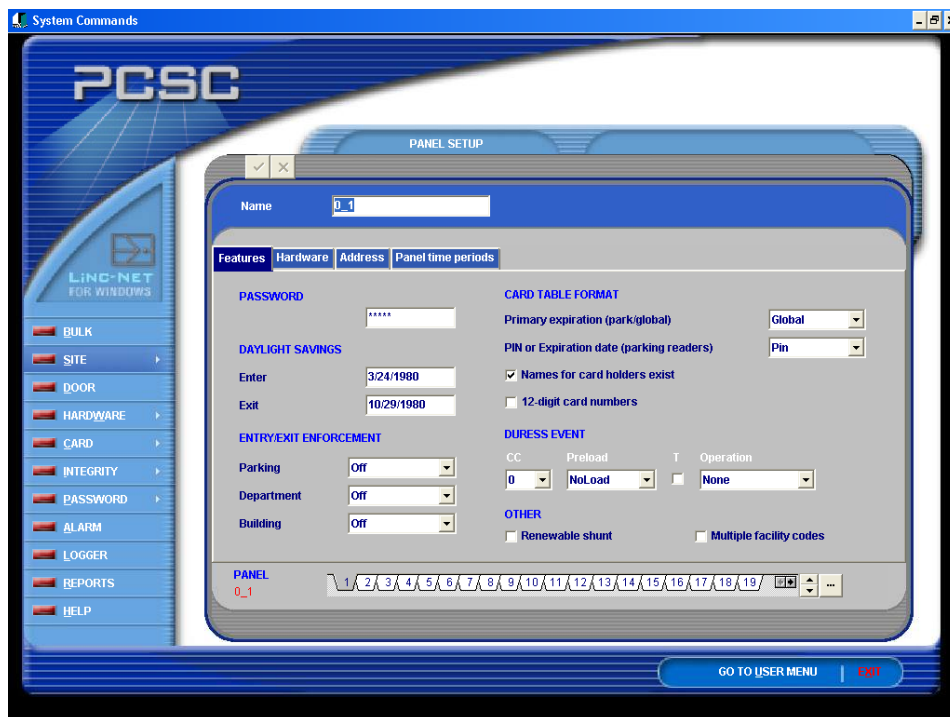 System Commands
PCSC
PANEL SETUP
Name 0_1
Features Hardware Address Panel time periods
LINC-NET
FOR WINDOWS
BULK
SITE
DOOR
HARDWARE
CARD
INTEGRITY
PASSWORD
ALARM
LOGGER
REPORTS
HELP
PASSWORD
*****
DAYLIGHT SAVINGS
Enter 3/24/1980
Exit 10/29/1980
ENTRY/EXIT ENFORCEMENT
Parking Off
Department Off
Building Off
CARD TABLE FORMAT
Primary expiration (park/global) Global
PIN or Expiration date (parking readers) Pin
Names for card holders exist
12-digit card numbers
DURESS EVENT
CC Preload T Operation
0 NoLoad None
OTHER
Renewable shunt Multiple facility codes
PANEL
0_1
1 2 3 4 5 6 7 8 9 10 11 12 13 14 15 16 17 18 19
...
GO TO USER MENU | EXIT